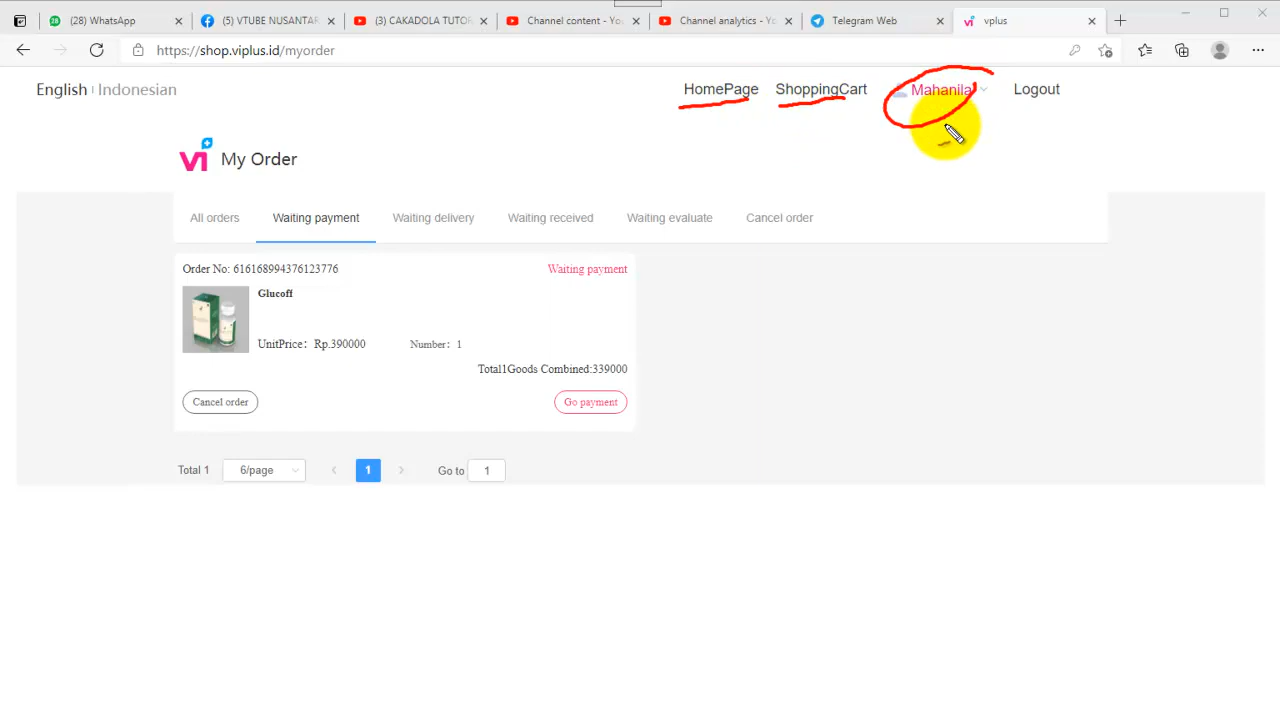 (28) WhatsApp
(5) VTUBE NUSANTAR
(3) CAKADOLA TUTOR
Channel content - You
Channel analytics - Yo
Telegram Web
vplus
https://shop.viplus.id/myorder
English Indonesian
HomePage ShoppingCart Mahanila Logout
VI My Order
All orders Waiting payment Waiting delivery Waiting received Waiting evaluate Cancel order
Order No: 616168994376123776 Waiting payment
Glucoff
UnitPrice: Rp.390000 Number: 1
Total1Goods Combined:339000
Cancel order Go payment
Total 1 6/page 1 Go to 1